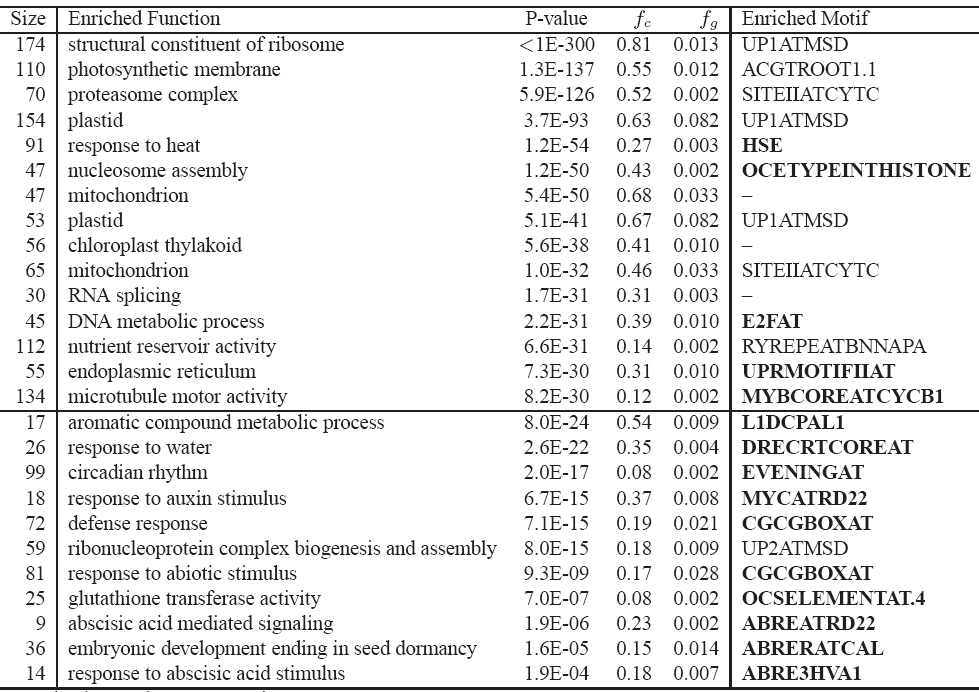 Size Enriched Function P-value fc fg Enriched Motif
174 structural constituent of ribosome <1E-300 0.81 0.013 UP1ATMSD
110 photosynthetic membrane 1.3E-137 0.55 0.012 ACGTROOT1.1
70 proteasome complex 5.9E-126 0.52 0.002 SITEIIATCYTC
154 plastid 3.7E-93 0.63 0.082 UP1ATMSD
91 response to heat 1.2E-54 0.27 0.003 HSE
47 nucleosome assembly 1.2E-50 0.43 0.002 OCETYPEINTHISTONE
47 mitochondrion 5.4E-50 0.68 0.033 –
53 plastid 5.1E-41 0.67 0.082 UP1ATMSD
56 chloroplast thylakoid 5.6E-38 0.41 0.010 –
65 mitochondrion 1.0E-32 0.46 0.033 SITEIIATCYTC
30 RNA splicing 1.7E-31 0.31 0.003 –
45 DNA metabolic process 2.2E-31 0.39 0.010 E2FAT
112 nutrient reservoir activity 6.6E-31 0.14 0.002 RYREPEATBNNAPA
55 endoplasmic reticulum 7.3E-30 0.31 0.010 UPRMOTIFIIAT
134 microtubule motor activity 8.2E-30 0.12 0.002 MYBCOREATCYCB1
17 aromatic compound metabolic process 8.0E-24 0.54 0.009 L1DCPAL1
26 response to water 2.6E-22 0.35 0.004 DRECRTCOREAT
99 circadian rhythm 2.0E-17 0.08 0.002 EVENINGAT
18 response to auxin stimulus 6.7E-15 0.37 0.008 MYCATRD22
72 defense response 7.1E-15 0.19 0.021 CGCGBOXAT
59 ribonucleoprotein complex biogenesis and assembly 8.0E-15 0.18 0.009 UP2ATMSD
81 response to abiotic stimulus 9.3E-09 0.17 0.028 CGCGBOXAT
25 glutathione transferase activity 7.0E-07 0.08 0.002 OCSELEMENTAT.4
9 abscisic acid mediated signaling 1.9E-06 0.23 0.002 ABREATRD22
36 embryonic development ending in seed dormancy 1.6E-05 0.15 0.014 ABRERATCAL
14 response to abscisic acid stimulus 1.9E-04 0.18 0.007 ABRE3HVA1